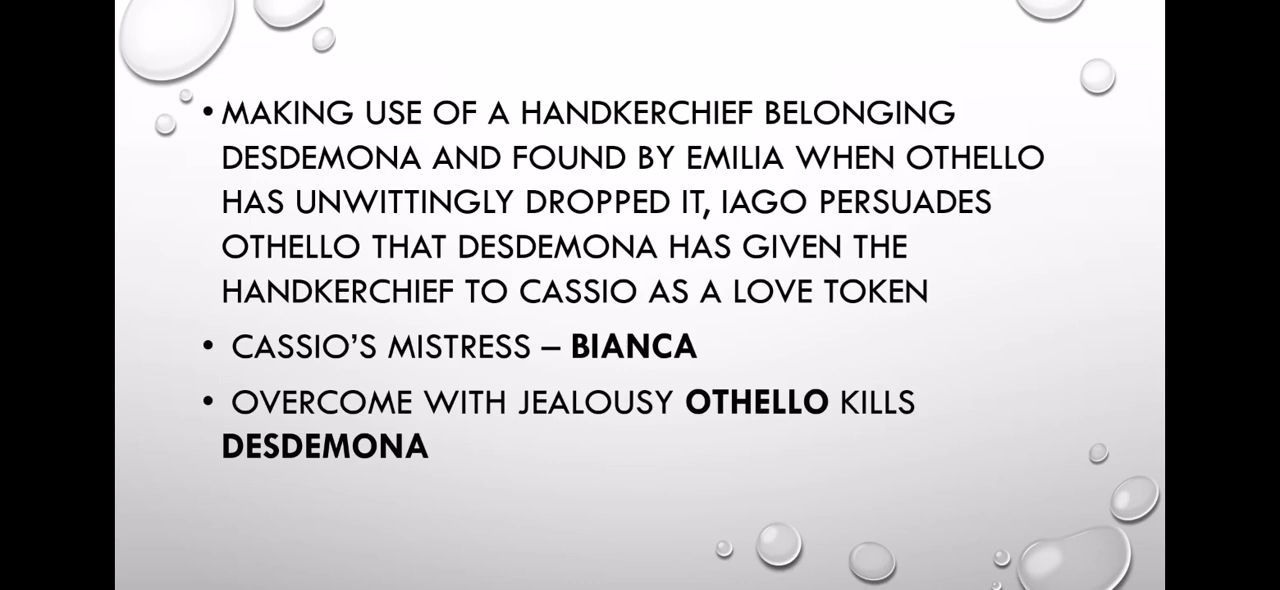 • MAKING USE OF A HANDKERCHIEF BELONGING
DESDEMONA AND FOUND BY EMILIA WHEN OTHELLO
HAS UNWITTINGLY DROPPED IT, IAGO PERSUADES
OTHELLO THAT DESDEMONA HAS GIVEN THE
HANDKERCHIEF TO CASSIO AS A LOVE TOKEN
• CASSIO’S MISTRESS – BIANCA
• OVERCOME WITH JEALOUSY OTHELLO KILLS
DESDEMONA